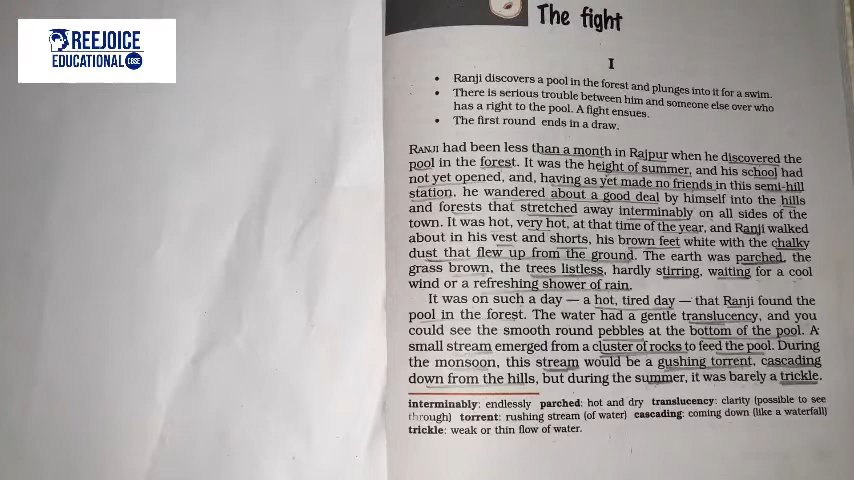 REEJOICE
EDUCATIONAL CBSE
The fight
I
• Ranji discovers a pool in the forest and plunges into it for a swim.
• There is serious trouble between him and someone else over who
has a right to the pool. A fight ensues.
• The first round ends in a draw.
RANJI had been less than a month in Rajpur when he discovered the
pool in the forest. It was the height of summer, and his school had
not yet opened, and, having as yet made no friends in this semi-hill
station, he wandered about a good deal by himself into the hills
and forests that stretched away interminably on all sides of the
town. It was hot, very hot, at that time of the year, and Ranji walked
about in his vest and shorts, his brown feet white with the chalky
dust that flew up from the ground. The earth was parched, the
grass brown, the trees listless, hardly stirring, waiting for a cool
wind or a refreshing shower of rain.
It was on such a day — a hot, tired day — that Ranji found the
pool in the forest. The water had a gentle translucency, and you
could see the smooth round pebbles at the bottom of the pool. A
small stream emerged from a cluster of rocks to feed the pool. During
the monsoon, this stream would be a gushing torrent, cascading
down from the hills, but during the summer, it was barely a trickle.
interminably: endlessly parched: hot and dry translucency: clarity (possible to see
through) torrent: rushing stream (of water) cascading: coming down (like a waterfall)
trickle: weak or thin flow of water.